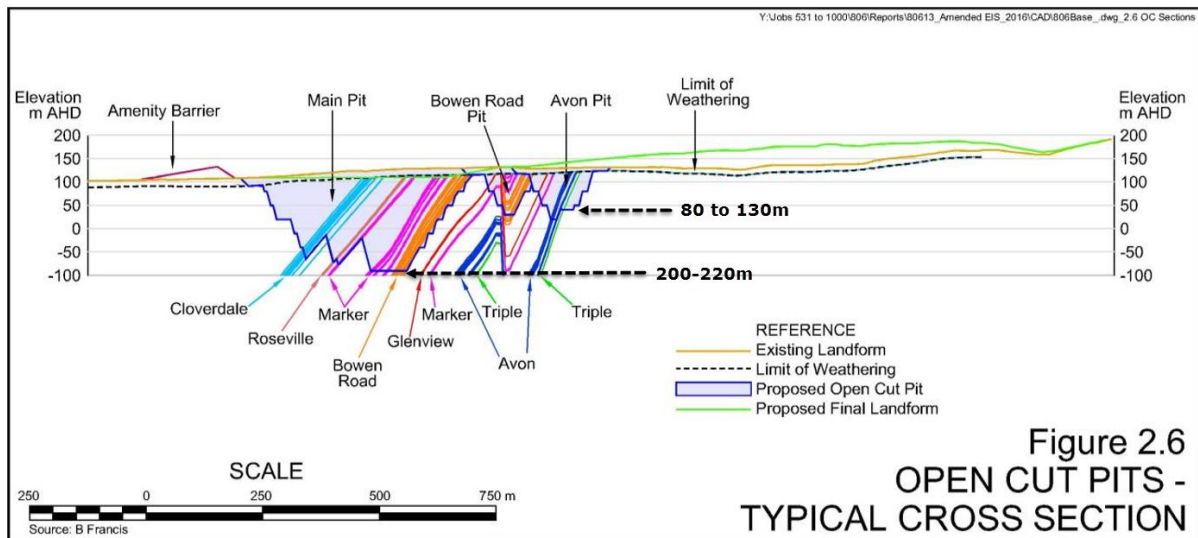 Y:\Jobs 531 to 1000\806\Reports\80613_Amended EIS_2016\CAD\806Base_.dwg_2.6 OC Sections
Elevation
m AHD
Amenity Barrier
Main Pit
Bowen Road
Pit
Avon Pit
Limit of
Weathering
Elevation
m AHD
200
150
100
50
0
-50
-100
200
150
100
50
0
-50
-100
80 to 130m
200-220m
Cloverdale
Roseville
Marker
Bowen
Road
Glenview
Marker
Triple
Avon
Triple
REFERENCE
Existing Landform
Limit of Weathering
Proposed Open Cut Pit
Proposed Final Landform
SCALE
250 0 250 500 750 m
Source: B Francis
Figure 2.6
OPEN CUT PITS -
TYPICAL CROSS SECTION